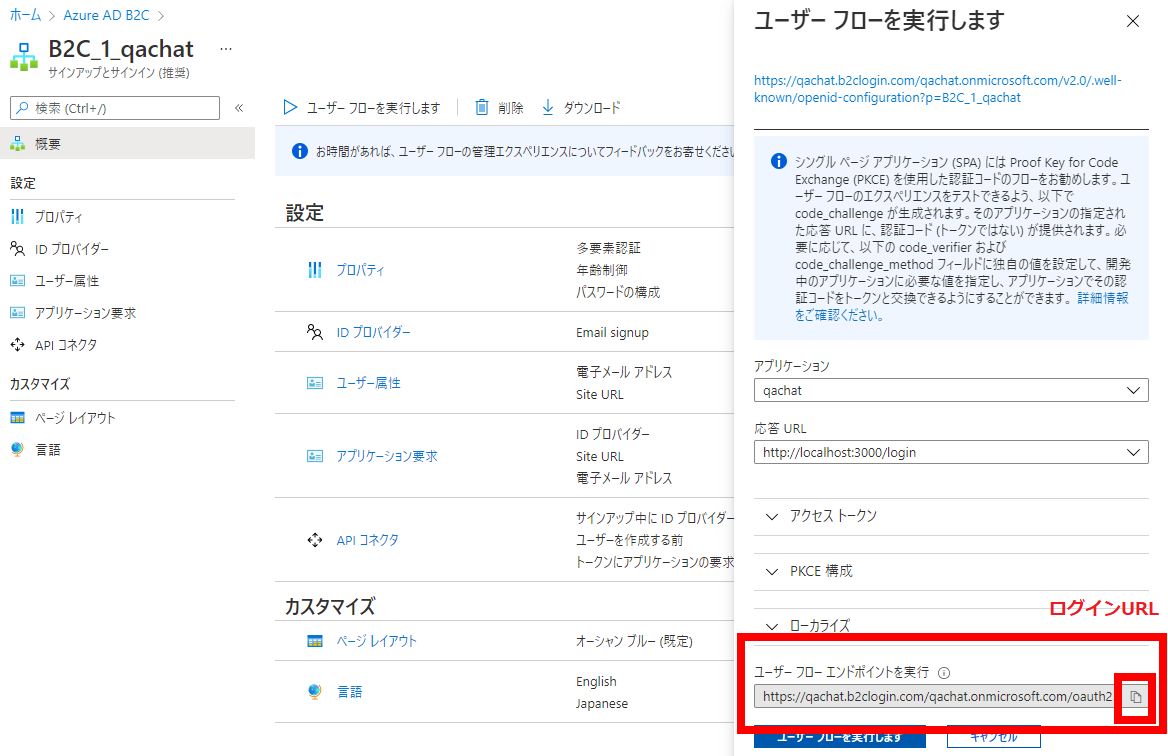 ホーム > Azure AD B2C >
B2C_1_qachat ...
サインアップとサインイン (推奨)
検索 (Ctrl+/)
«
概要
設定
プロパティ
ID プロバイダー
ユーザー属性
アプリケーション要求
API コネクタ
カスタマイズ
ページ レイアウト
言語
ユーザー フローを実行します
削除
ダウンロード
お時間があれば、ユーザー フローの管理エクスペリエンスについてフィードバックをお寄せください
設定
プロパティ
多要素認証
年齢制御
パスワードの構成
ID プロバイダー
Email signup
ユーザー属性
電子メール アドレス
Site URL
アプリケーション要求
ID プロバイダー
Site URL
電子メール アドレス
API コネクタ
サインアップ中に ID プロバイダー
ユーザーを作成する前
トークンにアプリケーションの要求
カスタマイズ
ページ レイアウト
オーシャン ブルー (既定)
言語
English
Japanese
ユーザー フローを実行します
https://qachat.b2clogin.com/qachat.onmicrosoft.com/v2.0/.well-
known/openid-configuration?p=B2C_1_qachat
シングル ページ アプリケーション (SPA) には Proof Key for Code
Exchange (PKCE) を使用した認証コードのフローをお勧めします。ユ
ーザー フローのエクスペリエンスをテストできるよう、以下で
code_challenge が生成されます。そのアプリケーションの指定され
た応答 URL に、認証コード (トークンではない) が提供されます。必
要に応じて、以下の code_verifier および
code_challenge_method フィールドに独自の値を設定して、開発
中のアプリケーションに必要な値を指定し、アプリケーションでその認
証コードをトークンと交換できるようにすることができます。 詳細情報
をご確認ください。
アプリケーション
qachat
応答 URL
http://localhost:3000/login
アクセス トークン
PKCE 構成
ログインURL
ローカライズ
ユーザー フロー エンドポイントを実行
https://qachat.b2clogin.com/qachat.onmicrosoft.com/oauth2
ユーザー フローを実行します
キャンセル